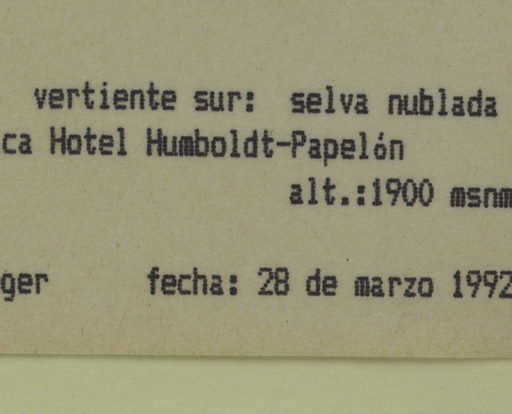 vertiente sur: selva nublada
ca Hotel Humboldt-Papelón
alt.:1900 msnm
ger fecha: 28 de marzo 1992